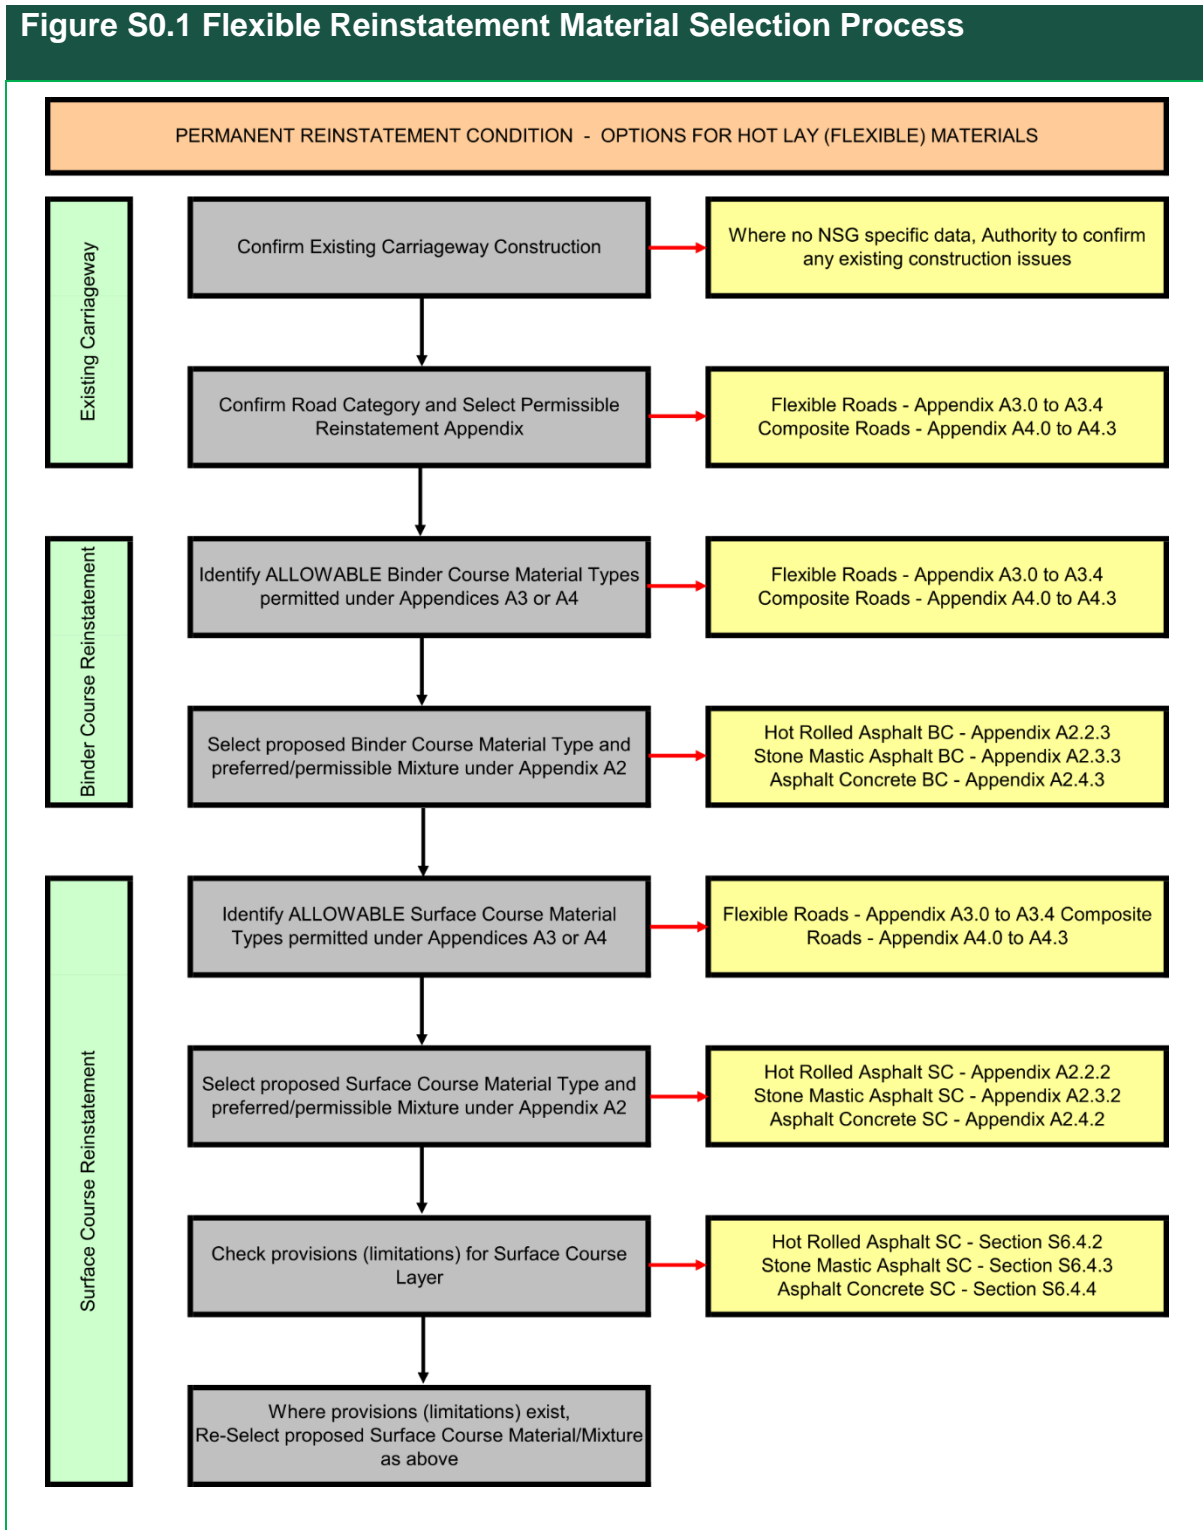 Figure S0.1 Flexible Reinstatement Material Selection Process
PERMANENT REINSTATEMENT CONDITION - OPTIONS FOR HOT LAY (FLEXIBLE) MATERIALS
Existing Carriageway
Confirm Existing Carriageway Construction
Where no NSG specific data, Authority to confirm
any existing construction issues
Confirm Road Category and Select Permissible
Reinstatement Appendix
Flexible Roads - Appendix A3.0 to A3.4
Composite Roads - Appendix A4.0 to A4.3
Binder Course Reinstatement
Identify ALLOWABLE Binder Course Material Types
permitted under Appendices A3 or A4
Flexible Roads - Appendix A3.0 to A3.4
Composite Roads - Appendix A4.0 to A4.3
Select proposed Binder Course Material Type and
preferred/permissible Mixture under Appendix A2
Hot Rolled Asphalt BC - Appendix A2.2.3
Stone Mastic Asphalt BC - Appendix A2.3.3
Asphalt Concrete BC - Appendix A2.4.3
Surface Course Reinstatement
Identify ALLOWABLE Surface Course Material
Types permitted under Appendices A3 or A4
Flexible Roads - Appendix A3.0 to A3.4 Composite
Roads - Appendix A4.0 to A4.3
Select proposed Surface Course Material Type and
preferred/permissible Mixture under Appendix A2
Hot Rolled Asphalt SC - Appendix A2.2.2
Stone Mastic Asphalt SC - Appendix A2.3.2
Asphalt Concrete SC - Appendix A2.4.2
Check provisions (limitations) for Surface Course
Layer
Hot Rolled Asphalt SC - Section S6.4.2
Stone Mastic Asphalt SC - Section S6.4.3
Asphalt Concrete SC - Section S6.4.4
Where provisions (limitations) exist,
Re-Select proposed Surface Course Material/Mixture
as above